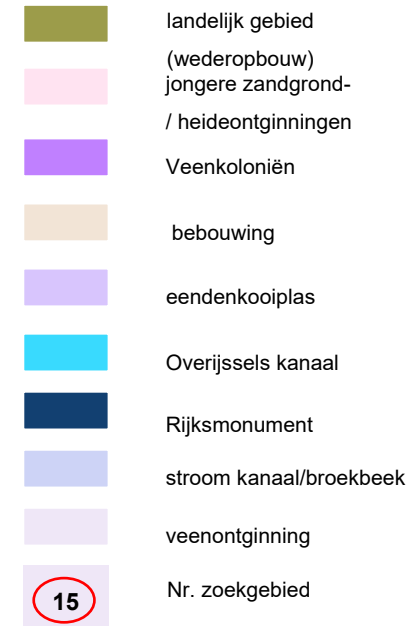 landelijk gebied
(wederopbouw)
jongere zandgrond-
/ heideontginningen
Veenkoloniën
bebouwing
eendenkooiplas
Overijssels kanaal
Rijksmonument
stroom kanaal/broekbeek
veenontginning
15 Nr. zoekgebied